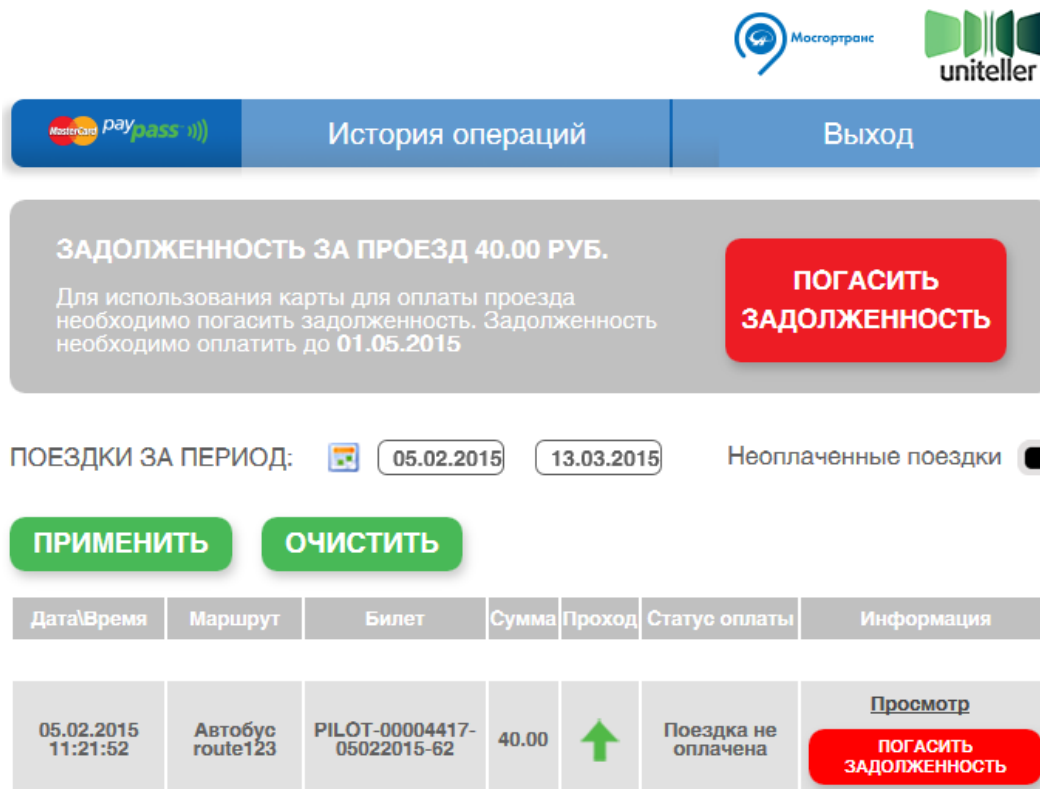 Мосгортранс
uniteller
MasterCard paypass
История операций
Выход
ЗАДОЛЖЕННОСТЬ ЗА ПРОЕЗД 40.00 РУБ.
Для использования карты для оплаты проезда
необходимо погасить задолженность. Задолженность
необходимо оплатить до 01.05.2015
ПОГАСИТЬ
ЗАДОЛЖЕННОСТЬ
ПОЕЗДКИ ЗА ПЕРИОД: 05.02.2015 13.03.2015 Неоплаченные поездки
ПРИМЕНИТЬ ОЧИСТИТЬ
Дата\Время Маршрут Билет Сумма Проход Статус оплаты Информация
05.02.2015
11:21:52
Автобус
route123
PILOT-00004417-
05022015-62
40.00
Поездка не
оплачена
Просмотр
ПОГАСИТЬ
ЗАДОЛЖЕННОСТЬ